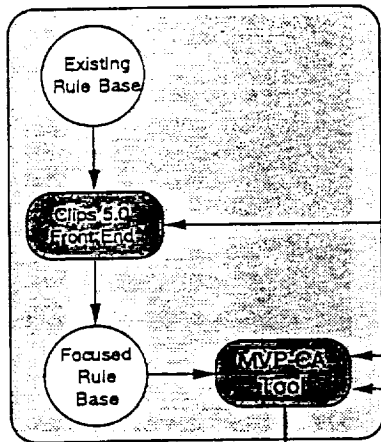 Existing
Rule Base
Clips 5.0
Front End
Focused
Rule
Base
MVP-CA
Tool